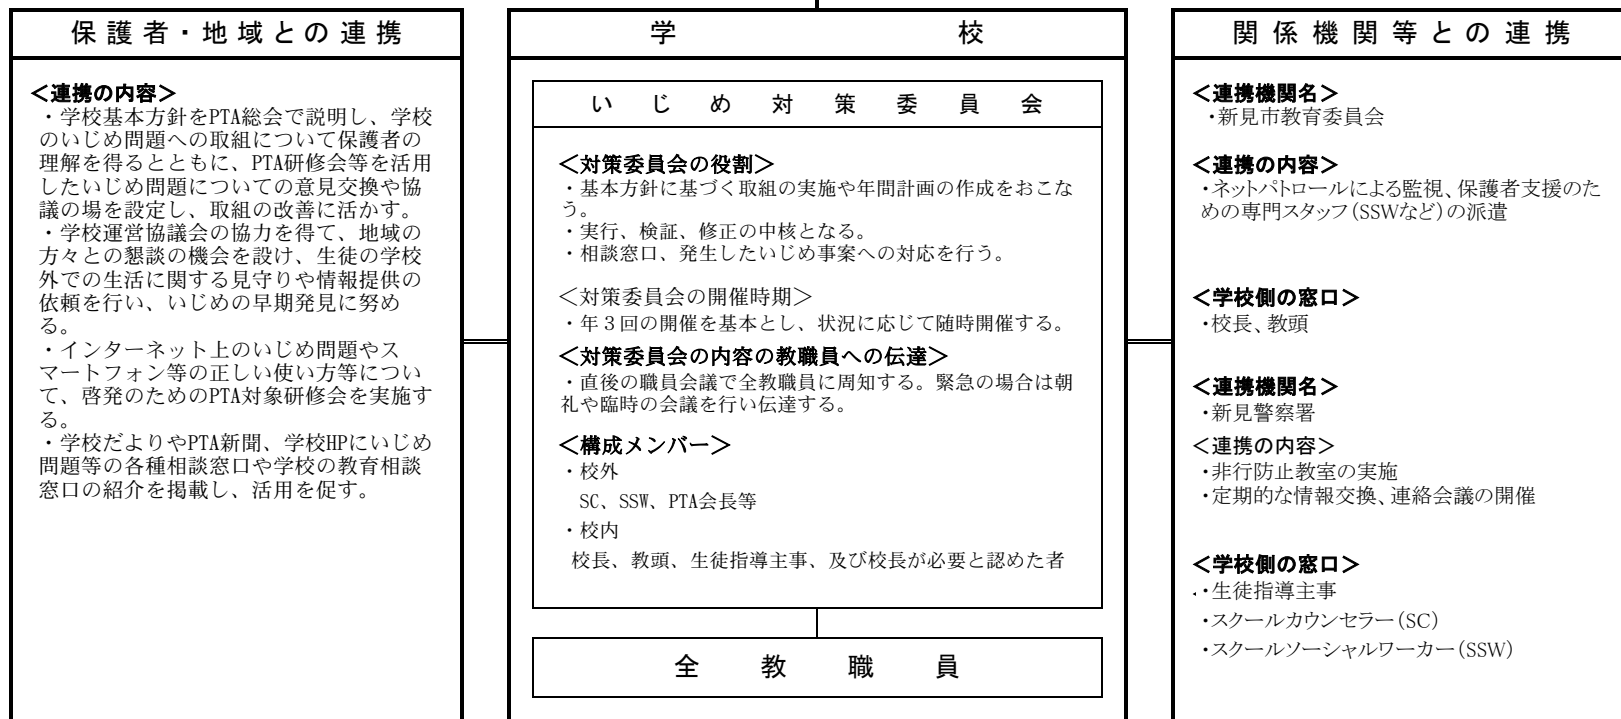 保護者・地域との連携
＜連携の内容＞
・学校基本方針をPTA総会で説明し、学校
のいじめ問題への取組について保護者の
理解を得るとともに、PTA研修会等を活用
したいじめ問題についての意見交換や協
議の場を設定し、取組の改善に活かす。
・学校運営協議会の協力を得て、地域の
方々との懇談の機会を設け、生徒の学校
外での生活に関する見守りや情報提供の
依頼を行い、いじめの早期発見に努め
る。
・インターネット上のいじめ問題やス
マートフォン等の正しい使い方等につい
て、啓発のためのPTA対象研修会を実施す
る。
・学校だよりやPTA新聞、学校HPにいじめ
問題等の各種相談窓口や学校の教育相談
窓口の紹介を掲載し、活用を促す。
学校
いじめ対策委員会
＜対策委員会の役割＞
・基本方針に基づく取組の実施や年間計画の作成をおこな
う。
・実行、検証、修正の中核となる。
・相談窓口、発生したいじめ事案への対応を行う。
＜対策委員会の開催時期＞
・年３回の開催を基本とし、状況に応じて随時開催する。
＜対策委員会の内容の教職員への伝達＞
・直後の職員会議で全教職員に周知する。緊急の場合は朝
礼や臨時の会議を行い伝達する。
＜構成メンバー＞
・校外
SC、SSW、PTA会長等
・校内
校長、教頭、生徒指導主事、及び校長が必要と認めた者
全教職員
関係機関等との連携
＜連携機関名＞
・新見市教育委員会
＜連携の内容＞
・ネットパトロールによる監視、保護者支援のた
めの専門スタッフ（SSWなど）の派遣
＜学校側の窓口＞
・校長、教頭
＜連携機関名＞
・新見警察署
＜連携の内容＞
・非行防止教室の実施
・定期的な情報交換、連絡会議の開催
＜学校側の窓口＞
・生徒指導主事
・スクールカウンセラー（SC）
・スクールソーシャルワーカー（SSW）